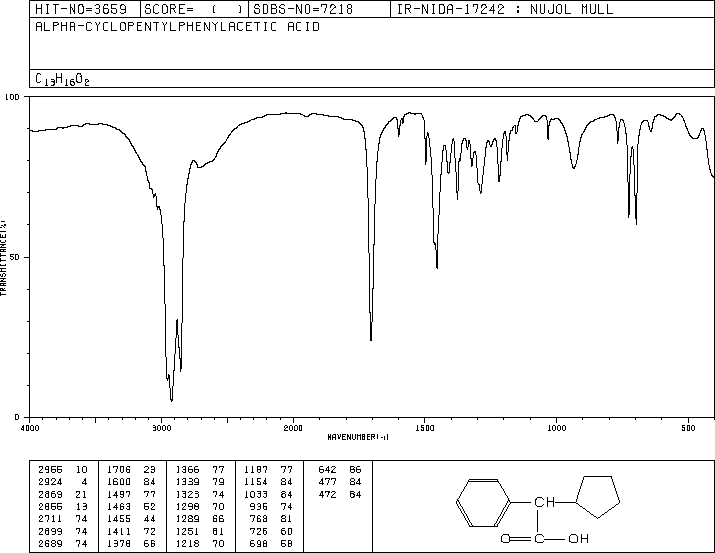 HIT-NO=3659 SCORE= ( ) SDBS-NO=7218 IR-NIDA-17242 : NUJOL MULL
ALPHA-CYCLOPENTYLPHENYLACETIC ACID
C13H16O2
100
TRANSMITTANCE(%)
50
0
4000 3000 2000 1500 1000 500
WAVENUMBER(-1)
2955 10 1706 23 1366 77 1187 77 642 86
2924 4 1600 84 1339 79 1154 84 477 84
2869 21 1497 77 1323 74 1033 84 472 84
2855 13 1463 52 1298 70 935 74
2711 74 1455 44 1289 66 768 81
2699 74 1411 72 1251 81 726 60
2689 74 1378 66 1218 70 698 58
CH
O C OH